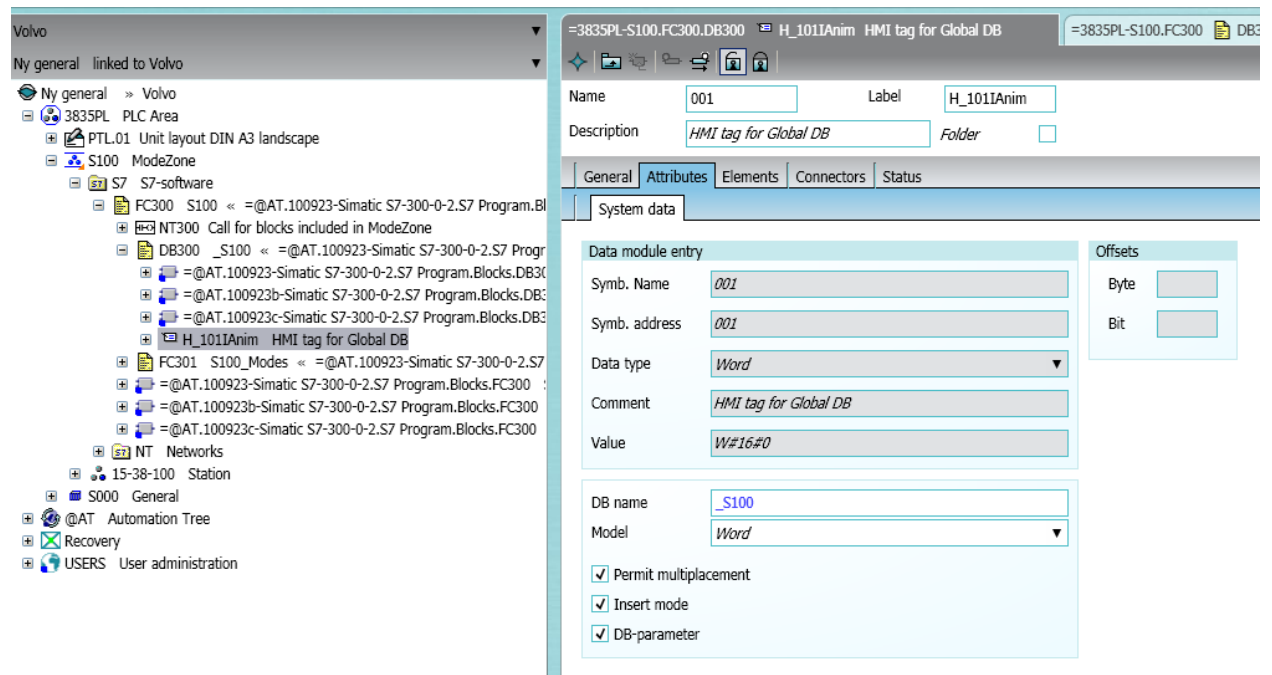 Volvo
Ny general linked to Volvo
Ny general » Volvo
3835PL PLC Area
PTL.01 Unit layout DIN A3 landscape
S100 ModeZone
S7 S7-software
FC300 S100 « =@AT.100923-Simatic S7-300-0-2.S7 Program.Bl
NT300 Call for blocks included in ModeZone
DB300 _S100 « =@AT.100923-Simatic S7-300-0-2.S7 Progr
=@AT.100923-Simatic S7-300-0-2.S7 Program.Blocks.DB30
=@AT.100923b-Simatic S7-300-0-2.S7 Program.Blocks.DB3
=@AT.100923c-Simatic S7-300-0-2.S7 Program.Blocks.DB3
H_101IAnim HMI tag for Global DB
FC301 S100_Modes « =@AT.100923-Simatic S7-300-0-2.S7
=@AT.100923-Simatic S7-300-0-2.S7 Program.Blocks.FC300
=@AT.100923b-Simatic S7-300-0-2.S7 Program.Blocks.FC300
=@AT.100923c-Simatic S7-300-0-2.S7 Program.Blocks.FC300
S7 NT Networks
15-38-100 Station
S000 General
@AT Automation Tree
Recovery
USERS User administration
=3835PL-S100.FC300.DB300 H_101IAnim HMI tag for Global DB
=3835PL-S100.FC300 DB3
Name 001 Label H_101IAnim
Description HMI tag for Global DB Folder
General Attributes Elements Connectors Status
System data
Data module entry
Symb. Name 001
Symb. address 001
Data type Word
Comment HMI tag for Global DB
Value W#16#0
Offsets
Byte
Bit
DB name _S100
Model Word
Permit multiplacement
Insert mode
DB-parameter